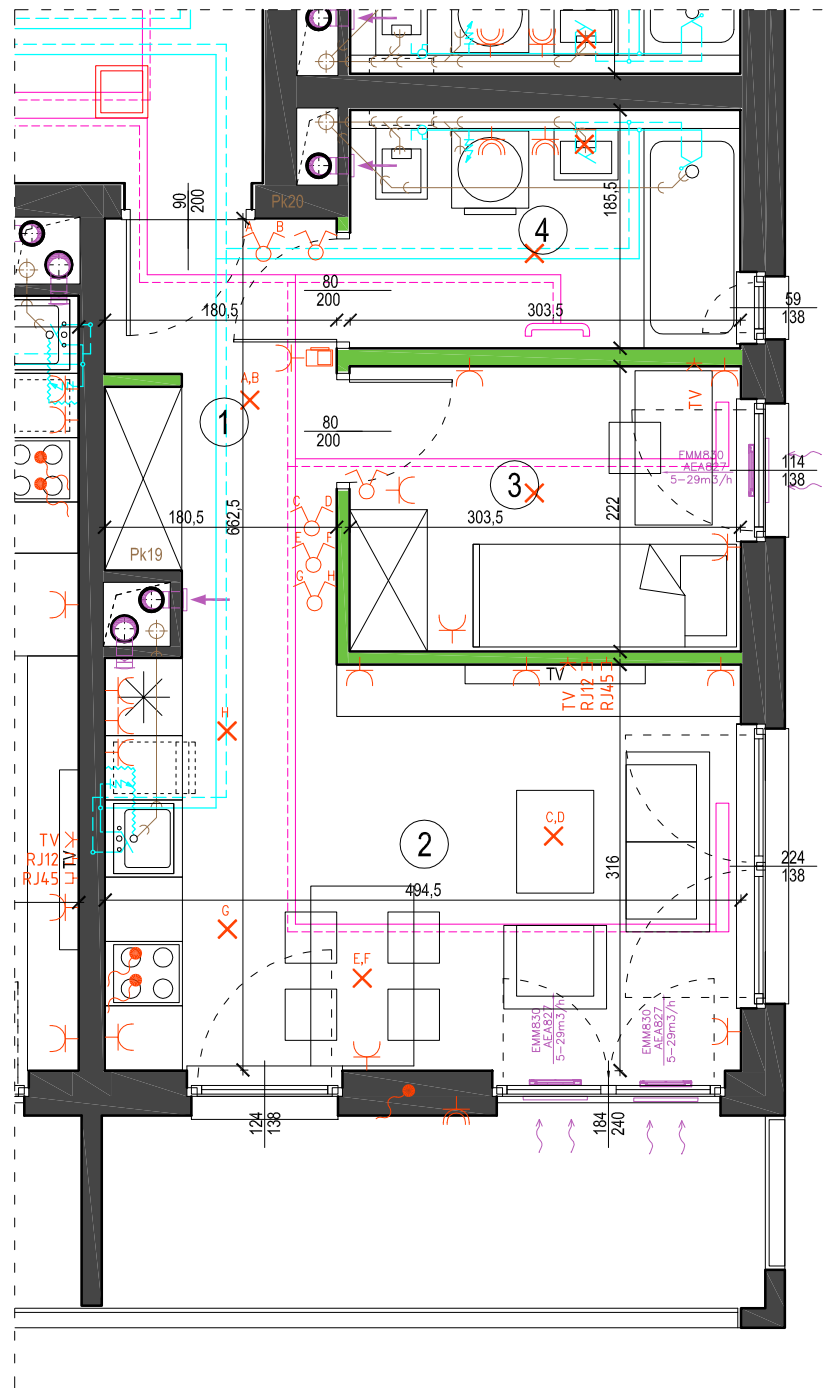 Pk20
90
200
A B
4
185,5
80
200
180,5
303,5
59
138
A,B
1
80
200
TV
EMM830
AEA827
5-29m3/h
114
138
3
C D
E F
G H
180,5
662,5
303,5
222
Pk19
TV
TV
RJ12
RJ45
H
TV
RJ12
RJ45
TV
2
C,D
316
224
138
494,5
G
E,F
EMM830
AEA827
5-29m3/h
EMM830
AEA827
5-29m3/h
124
138
184
240